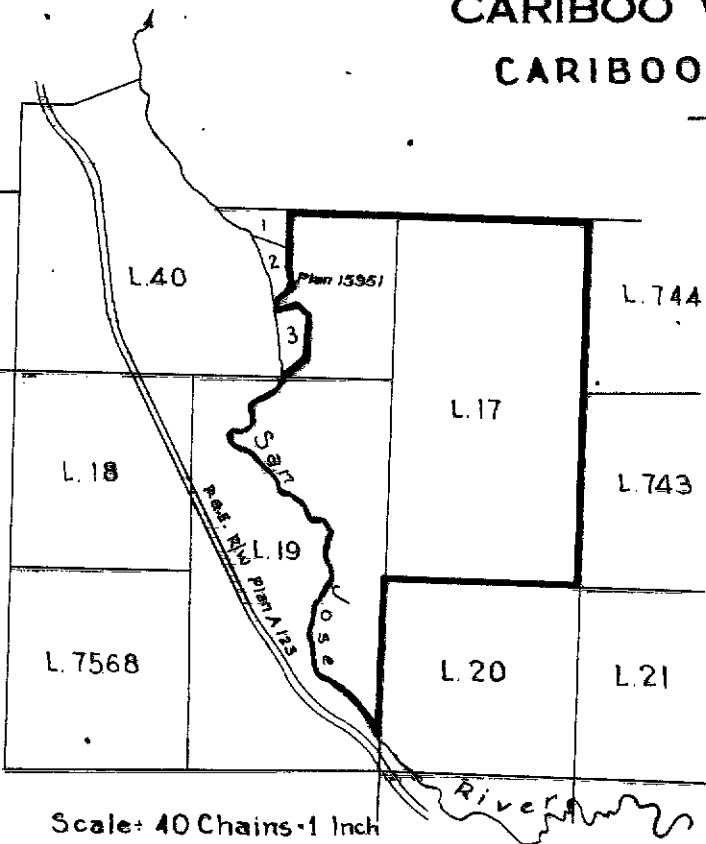 CARIBOO
CARIBOO
1
2
L.40
Plan 15951
L.744
3
L.17
San
L.18
L.743
P.G.E. R/W Plan A123
L.19
Jose
L.7568
L.20
L.21
River
Scale: 40 Chains-1 Inch